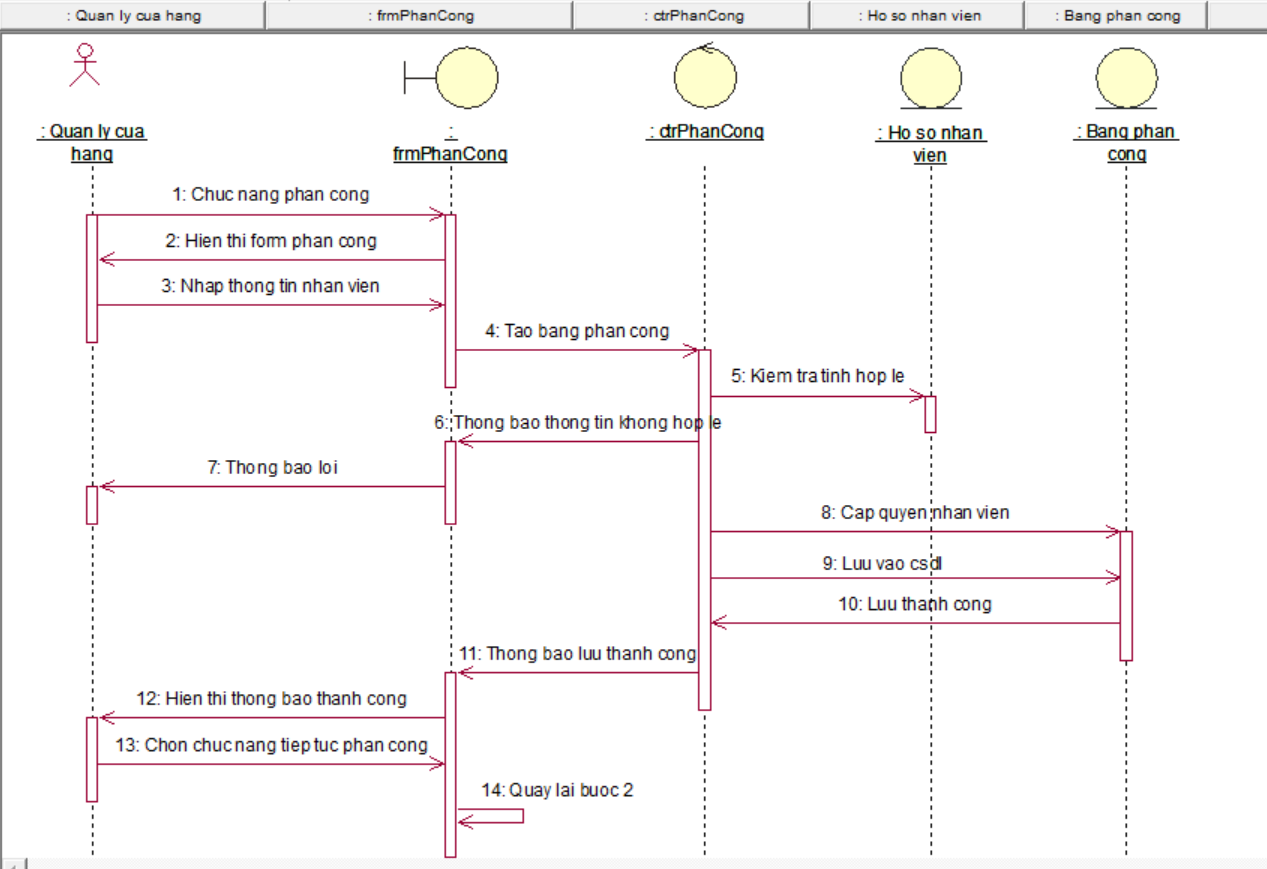 : Quan ly cua hang
: frmPhanCong
: ctrPhanCong
: Ho so nhan vien
: Bang phan cong
: Quan ly cua
hang
:
frmPhanCong
: ctrPhanCong
: Ho so nhan
vien
: Bang phan
cong
1: Chuc nang phan cong
2: Hien thi form phan cong
3: Nhap thong tin nhan vien
4: Tao bang phan cong
5: Kiem tra tinh hop le
6: Thong bao thong tin khong hop le
7: Thong bao loi
8: Cap quyen nhan vien
9: Luu vao csdl
10: Luu thanh cong
11: Thong bao luu thanh cong
12: Hien thi thong bao thanh cong
13: Chon chuc nang tiep tuc phan cong
14: Quay lai buoc 2